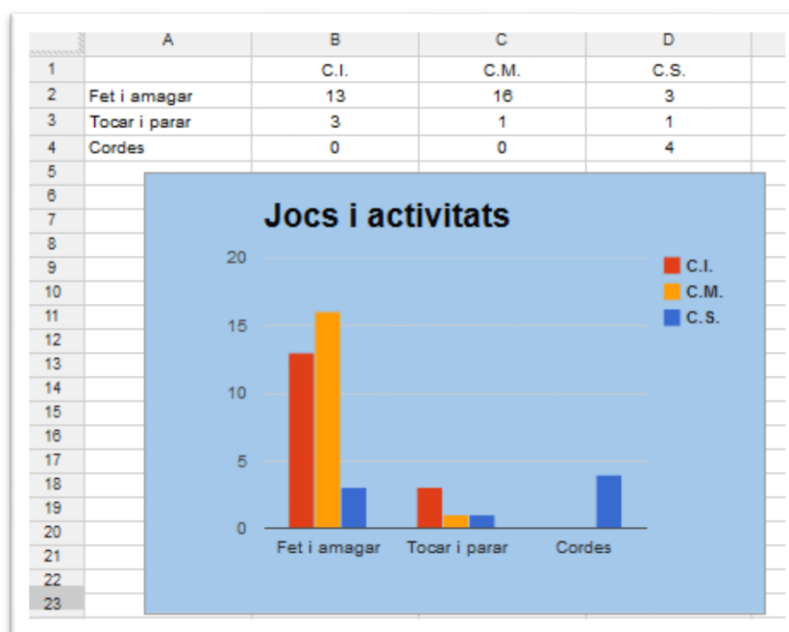 A B C D
1 C.I. C.M. C.S.
2 Fet i amagar 13 16 3
3 Tocar i parar 3 1 1
4 Cordes 0 0 4
5
6
7
8
9
10
11
12
13
14
15
16
17
18
19
20
21
22
23
Jocs i activitats
20
15
10
5
0
C.I.
C.M.
C.S.
Fet i amagar Tocar i parar Cordes